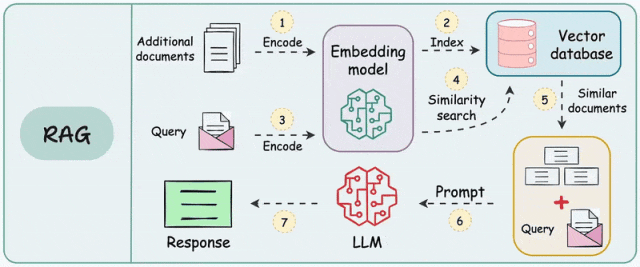 RAG
Additional
documents
1
Encode
Embedding
model
2
Index
Vector
database
Query
3
Encode
4
Similarity
search
5
Similar
documents
Query
Prompt
6
LLM
7
Response